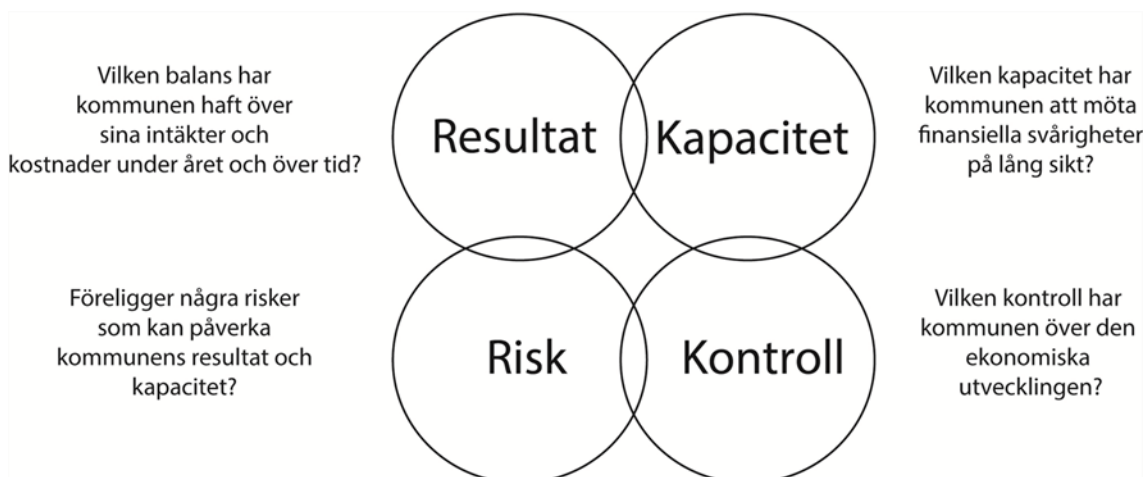 Vilken balans har
kommunen haft över
sina intäkter och
kostnader under året och över tid?
Resultat
Kapacitet
Vilken kapacitet har
kommunen att möta
finansiella svårigheter
på lång sikt?
Föreligger några risker
som kan påverka
kommunens resultat och
kapacitet?
Risk
Kontroll
Vilken kontroll har
kommunen över den
ekonomiska
utvecklingen?